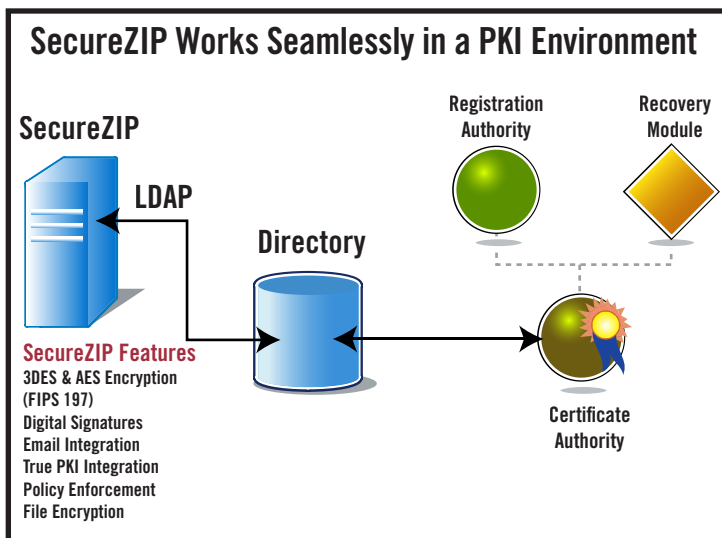 SecureZIP Works Seamlessly in a PKI Environment
SecureZIP
LDAP
Directory
Registration
Authority
Recovery
Module
Certificate
Authority
SecureZIP Features
3DES & AES Encryption
(FIPS 197)
Digital Signatures
Email Integration
True PKI Integration
Policy Enforcement
File Encryption